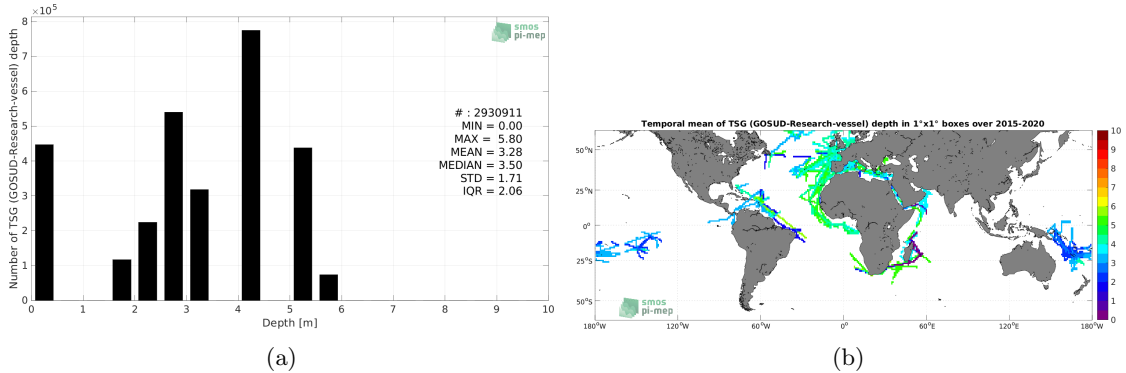 ×10⁵
8
7
6
5
4
3
2
1
0
Number of TSG (GOSUD-Research-vessel) depth
smos
pi-mep
# : 2930911
MIN = 0.00
MAX = 5.80
MEAN = 3.28
MEDIAN = 3.50
STD = 1.71
IQR = 2.06
0 1 2 3 4 5 6 7 8 9 10
Depth [m]
(a)
Temporal mean of TSG (GOSUD-Research-vessel) depth in 1°x1° boxes over 2015-2020
50°N
25°N
0°
25°S
50°S
smos
pi-mep
180°W 120°W 60°W 0° 60°E 120°E 180°W
10
9
8
7
6
5
4
3
2
1
0
(b)